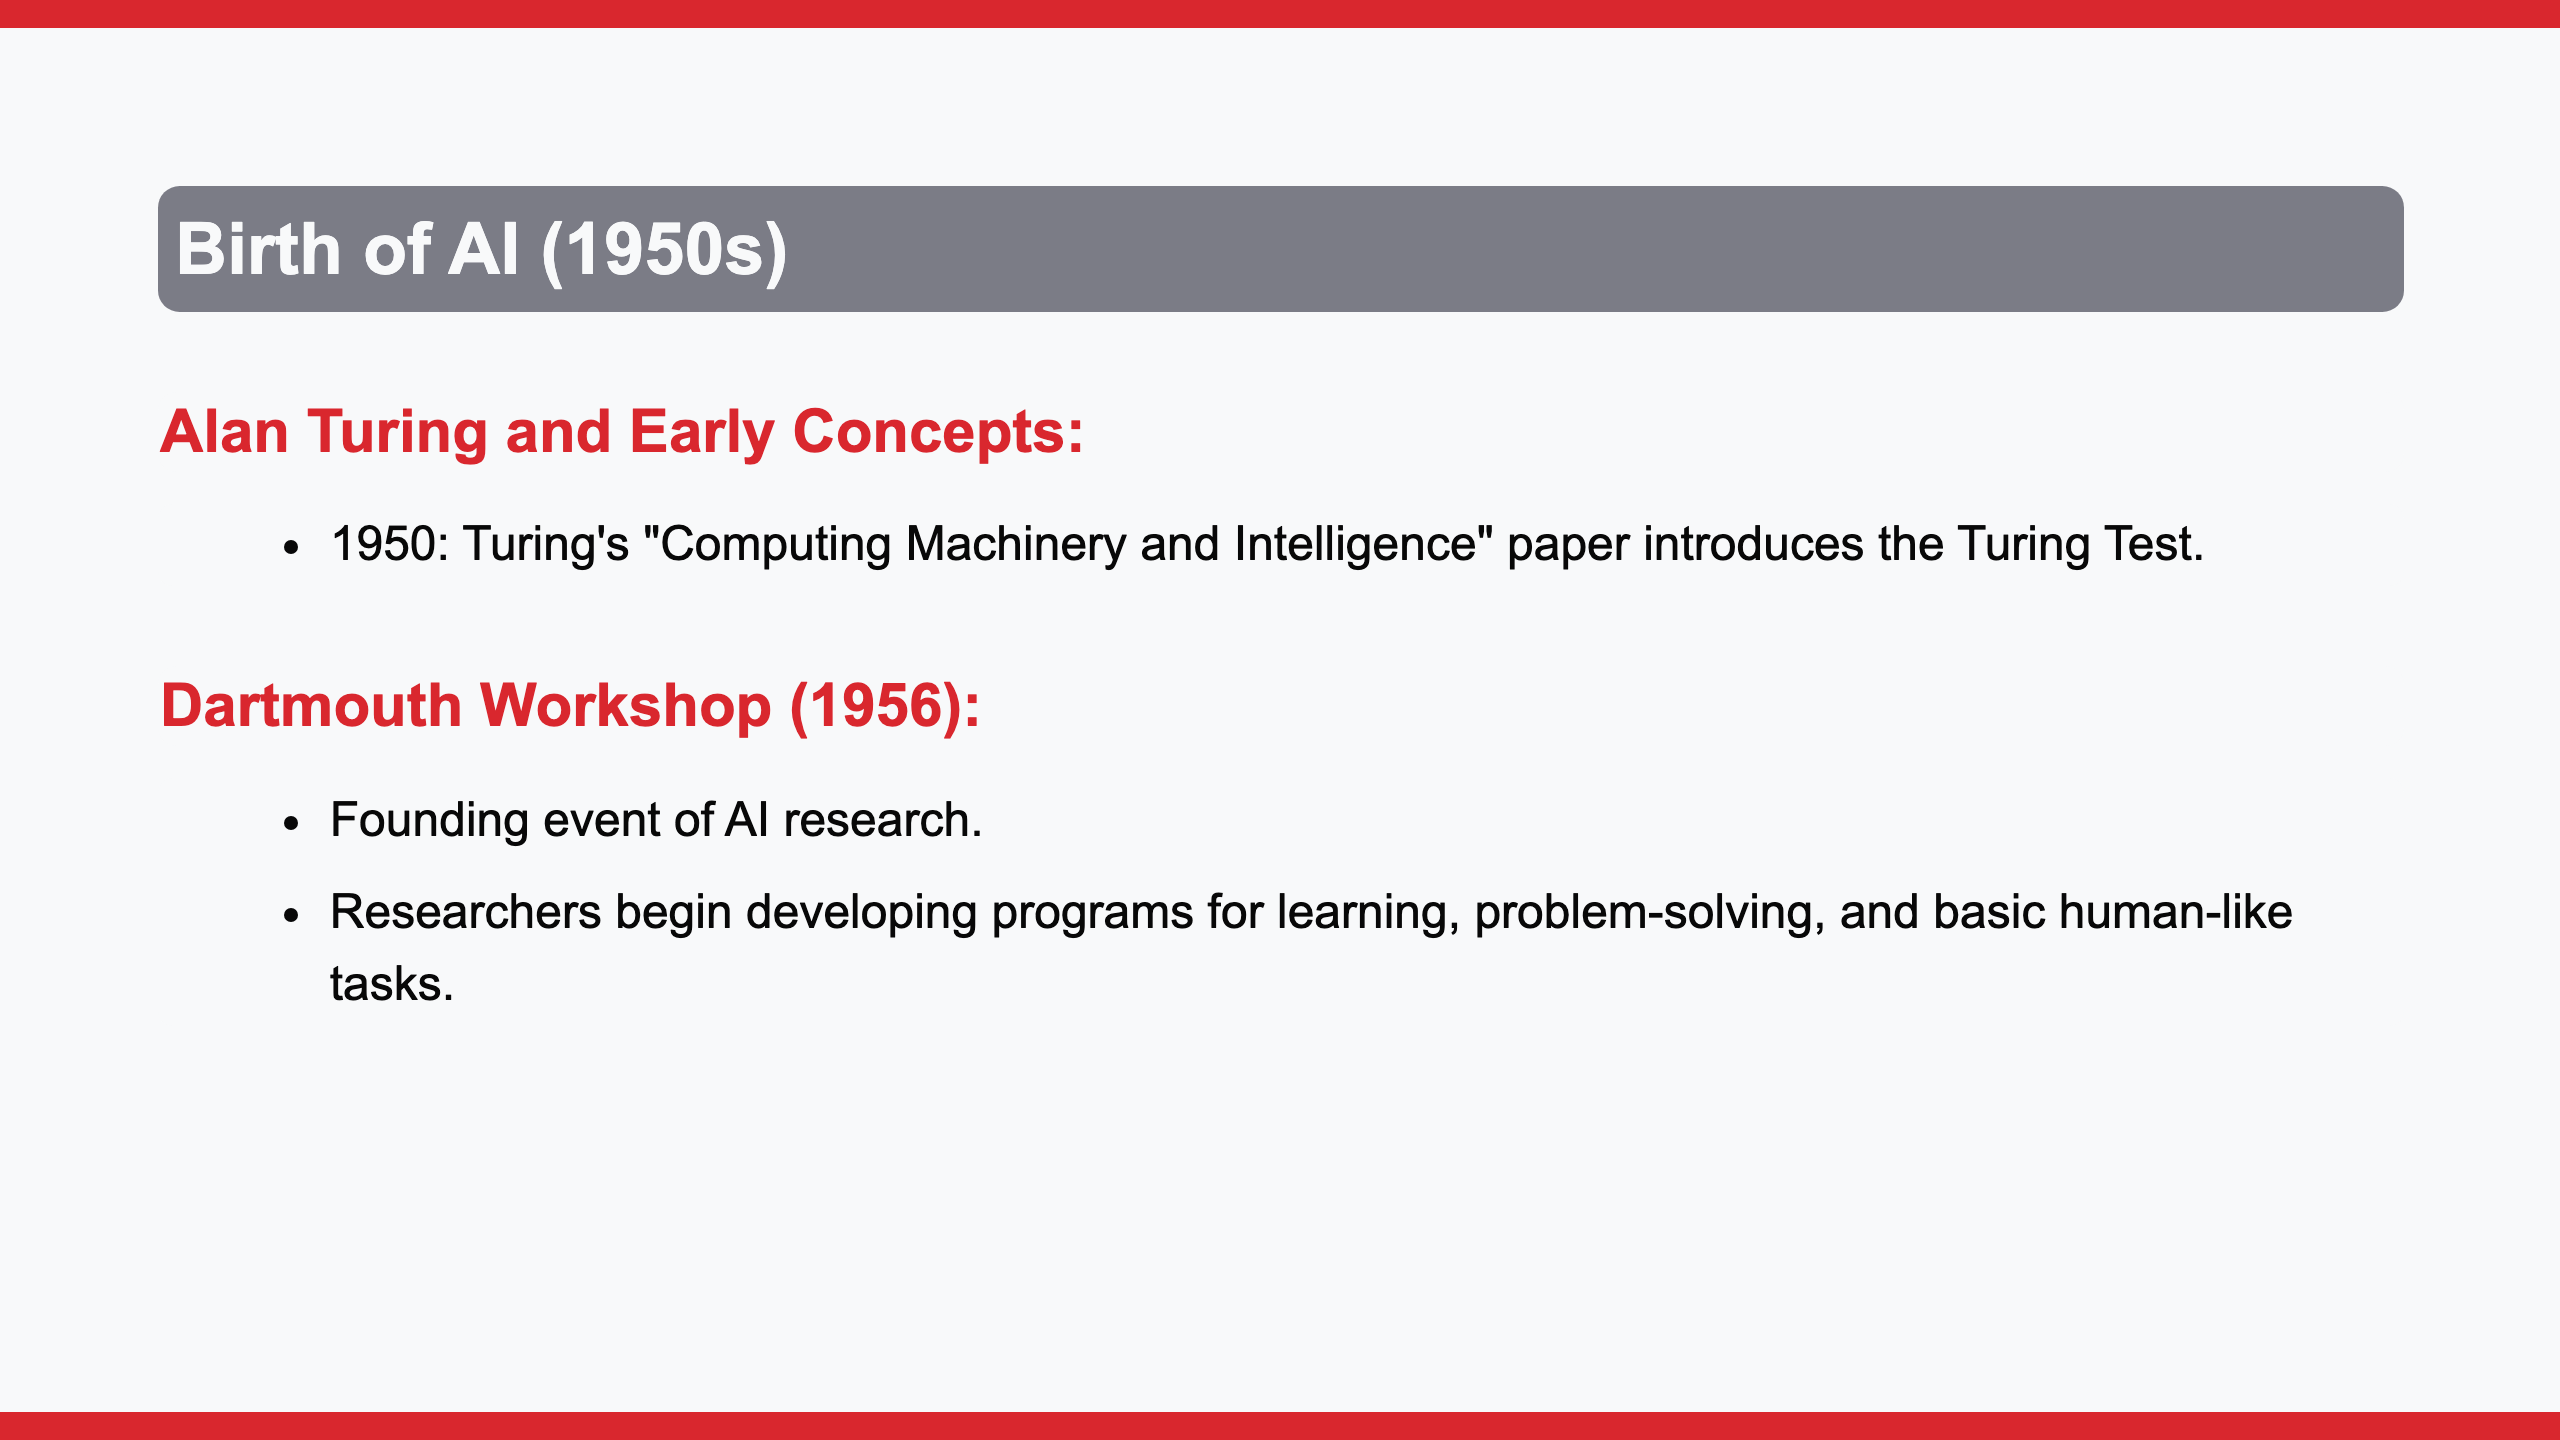 Birth of AI (1950s)
Alan Turing and Early Concepts:
• 1950: Turing's "Computing Machinery and Intelligence" paper introduces the Turing Test.
Dartmouth Workshop (1956):
• Founding event of AI research.
• Researchers begin developing programs for learning, problem-solving, and basic human-like
tasks.